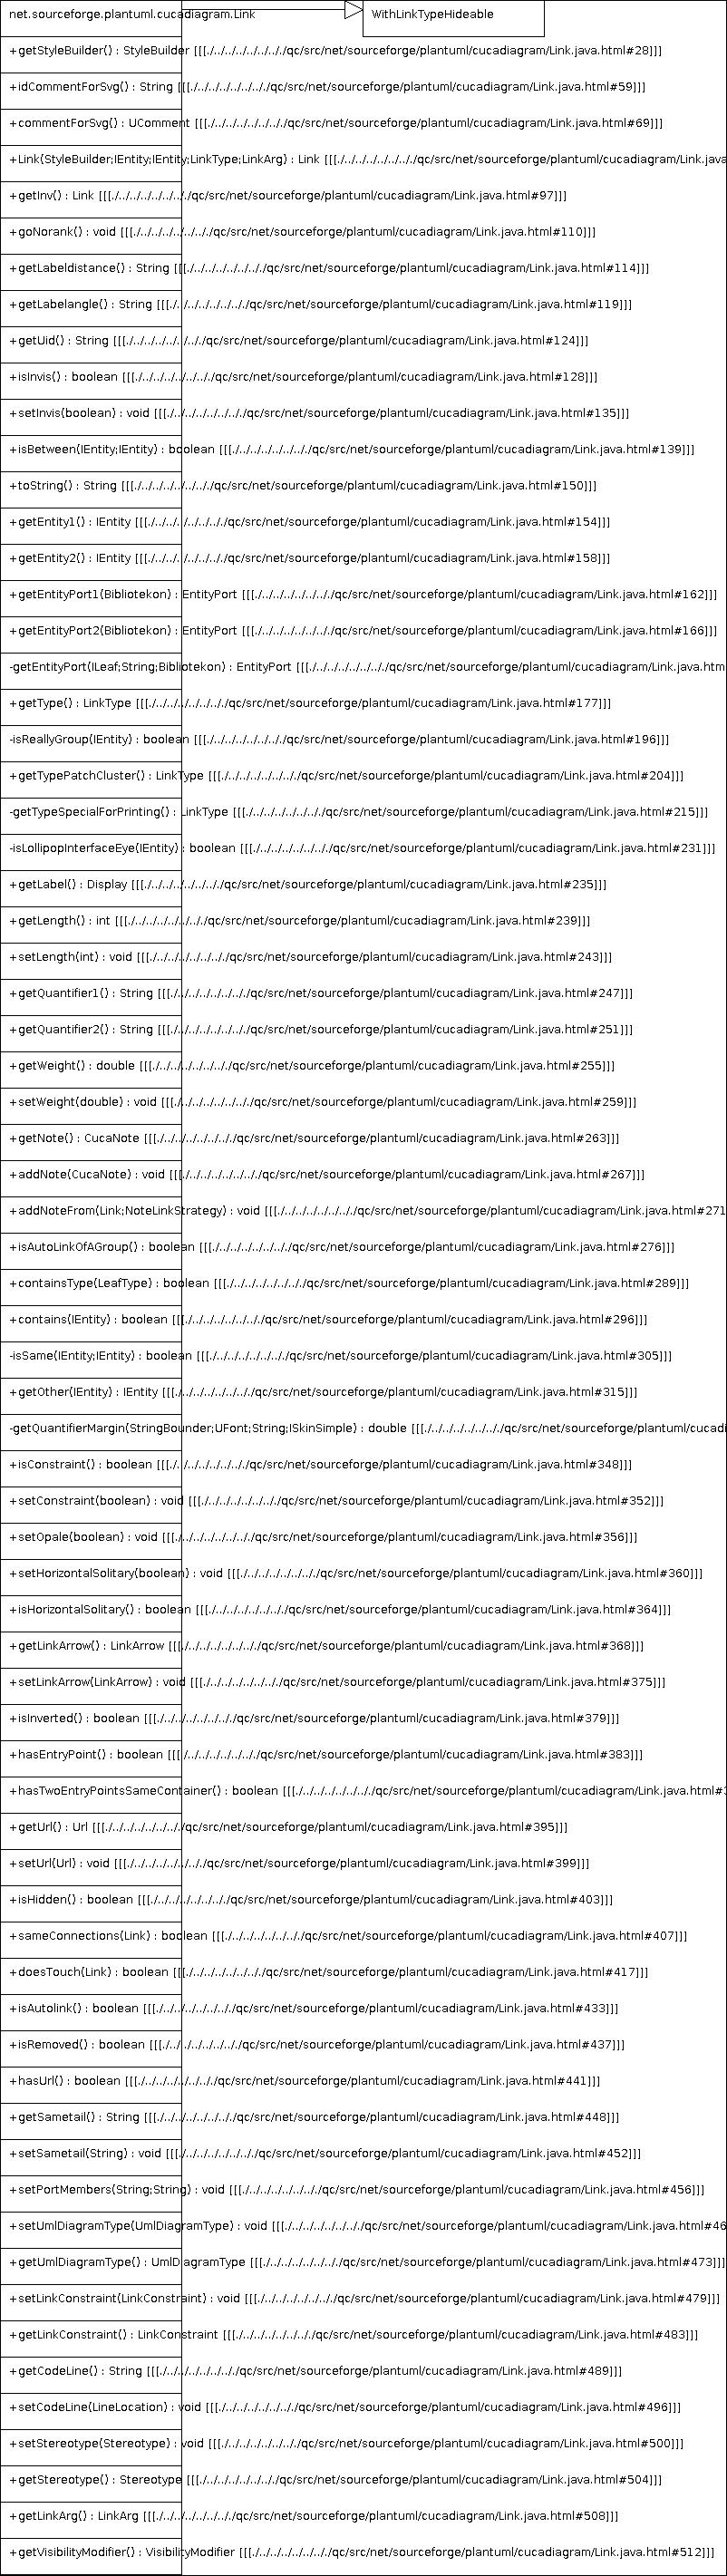 net.sourceforge.plantuml.cucadiagram.Link
WithLinkTypeHideable
+getStyleBuilder() : StyleBuilder [[[./../../../../../../../qc/src/net/sourceforge/plantuml/cucadiagram/Link.java.html#28]]]
+idCommentForSvg() : String [[[./../../../../../../../qc/src/net/sourceforge/plantuml/cucadiagram/Link.java.html#59]]]
+commentForSvg() : UComment [[[./../../../../../../../qc/src/net/sourceforge/plantuml/cucadiagram/Link.java.html#69]]]
+Link(StyleBuilder;IEntity;IEntity;LinkType;LinkArg) : Link [[[./../../../../../../../qc/src/net/sourceforge/plantuml/cucadiagram/Link.java
+getInv() : Link [[[./../../../../../../../qc/src/net/sourceforge/plantuml/cucadiagram/Link.java.html#97]]]
+goNorank() : void [[[./../../../../../../../qc/src/net/sourceforge/plantuml/cucadiagram/Link.java.html#110]]]
+getLabeldistance() : String [[[./../../../../../../../qc/src/net/sourceforge/plantuml/cucadiagram/Link.java.html#114]]]
+getLabelangle() : String [[[./../../../../../../../qc/src/net/sourceforge/plantuml/cucadiagram/Link.java.html#119]]]
+getUid() : String [[[./../../../../../../../qc/src/net/sourceforge/plantuml/cucadiagram/Link.java.html#124]]]
+isInvis() : boolean [[[./../../../../../../../qc/src/net/sourceforge/plantuml/cucadiagram/Link.java.html#128]]]
+setInvis(boolean) : void [[[./../../../../../../../qc/src/net/sourceforge/plantuml/cucadiagram/Link.java.html#135]]]
+isBetween(IEntity;IEntity) : boolean [[[./../../../../../../../qc/src/net/sourceforge/plantuml/cucadiagram/Link.java.html#139]]]
+toString() : String [[[./../../../../../../../qc/src/net/sourceforge/plantuml/cucadiagram/Link.java.html#150]]]
+getEntity1() : IEntity [[[./../../../../../../../qc/src/net/sourceforge/plantuml/cucadiagram/Link.java.html#154]]]
+getEntity2() : IEntity [[[./../../../../../../../qc/src/net/sourceforge/plantuml/cucadiagram/Link.java.html#158]]]
+getEntityPort1(Bibliotekon) : EntityPort [[[./../../../../../../../qc/src/net/sourceforge/plantuml/cucadiagram/Link.java.html#162]]]
+getEntityPort2(Bibliotekon) : EntityPort [[[./../../../../../../../qc/src/net/sourceforge/plantuml/cucadiagram/Link.java.html#166]]]
-getEntityPort(ILeaf;String;Bibliotekon) : EntityPort [[[./../../../../../../../qc/src/net/sourceforge/plantuml/cucadiagram/Link.java.htm
+getType() : LinkType [[[./../../../../../../../qc/src/net/sourceforge/plantuml/cucadiagram/Link.java.html#177]]]
-isReallyGroup(IEntity) : boolean [[[./../../../../../../../qc/src/net/sourceforge/plantuml/cucadiagram/Link.java.html#196]]]
+getTypePatchCluster() : LinkType [[[./../../../../../../../qc/src/net/sourceforge/plantuml/cucadiagram/Link.java.html#204]]]
-getTypeSpecialForPrinting() : LinkType [[[./../../../../../../../qc/src/net/sourceforge/plantuml/cucadiagram/Link.java.html#215]]]
-isLollipopInterfaceEye(IEntity) : boolean [[[./../../../../../../../qc/src/net/sourceforge/plantuml/cucadiagram/Link.java.html#231]]]
+getLabel() : Display [[[./../../../../../../../qc/src/net/sourceforge/plantuml/cucadiagram/Link.java.html#235]]]
+getLength() : int [[[./../../../../../../../qc/src/net/sourceforge/plantuml/cucadiagram/Link.java.html#239]]]
+setLength(int) : void [[[./../../../../../../../qc/src/net/sourceforge/plantuml/cucadiagram/Link.java.html#243]]]
+getQuantifier1() : String [[[./../../../../../../../qc/src/net/sourceforge/plantuml/cucadiagram/Link.java.html#247]]]
+getQuantifier2() : String [[[./../../../../../../../qc/src/net/sourceforge/plantuml/cucadiagram/Link.java.html#251]]]
+getWeight() : double [[[./../../../../../../../qc/src/net/sourceforge/plantuml/cucadiagram/Link.java.html#255]]]
+setWeight(double) : void [[[./../../../../../../../qc/src/net/sourceforge/plantuml/cucadiagram/Link.java.html#259]]]
+getNote() : CucaNote [[[./../../../../../../../qc/src/net/sourceforge/plantuml/cucadiagram/Link.java.html#263]]]
+addNote(CucaNote) : void [[[./../../../../../../../qc/src/net/sourceforge/plantuml/cucadiagram/Link.java.html#267]]]
+addNoteFrom(Link;NoteLinkStrategy) : void [[[./../../../../../../../qc/src/net/sourceforge/plantuml/cucadiagram/Link.java.html#271
+isAutoLinkOfAGroup() : boolean [[[./../../../../../../../qc/src/net/sourceforge/plantuml/cucadiagram/Link.java.html#276]]]
+containsType(LeafType) : boolean [[[./../../../../../../../qc/src/net/sourceforge/plantuml/cucadiagram/Link.java.html#289]]]
+contains(IEntity) : boolean [[[./../../../../../../../qc/src/net/sourceforge/plantuml/cucadiagram/Link.java.html#296]]]
-isSame(IEntity;IEntity) : boolean [[[./../../../../../../../qc/src/net/sourceforge/plantuml/cucadiagram/Link.java.html#305]]]
+getOther(IEntity) : IEntity [[[./../../../../../../../qc/src/net/sourceforge/plantuml/cucadiagram/Link.java.html#315]]]
-getQuantifierMargin(StringBounder;UFont;String;ISkinSimple) : double [[[./../../../../../../../qc/src/net/sourceforge/plantuml/cucadi
+isConstraint() : boolean [[[./../../../../../../../qc/src/net/sourceforge/plantuml/cucadiagram/Link.java.html#348]]]
+setConstraint(boolean) : void [[[./../../../../../../../qc/src/net/sourceforge/plantuml/cucadiagram/Link.java.html#352]]]
+setOpale(boolean) : void [[[./../../../../../../../qc/src/net/sourceforge/plantuml/cucadiagram/Link.java.html#356]]]
+setHorizontalSolitary(boolean) : void [[[./../../../../../../../qc/src/net/sourceforge/plantuml/cucadiagram/Link.java.html#360]]]
+isHorizontalSolitary() : boolean [[[./../../../../../../../qc/src/net/sourceforge/plantuml/cucadiagram/Link.java.html#364]]]
+getLinkArrow() : LinkArrow [[[./../../../../../../../qc/src/net/sourceforge/plantuml/cucadiagram/Link.java.html#368]]]
+setLinkArrow(LinkArrow) : void [[[./../../../../../../../qc/src/net/sourceforge/plantuml/cucadiagram/Link.java.html#375]]]
+isInverted() : boolean [[[./../../../../../../../qc/src/net/sourceforge/plantuml/cucadiagram/Link.java.html#379]]]
+hasEntryPoint() : boolean [[[./../../../../../../../qc/src/net/sourceforge/plantuml/cucadiagram/Link.java.html#383]]]
+hasTwoEntryPointsSameContainer() : boolean [[[./../../../../../../../qc/src/net/sourceforge/plantuml/cucadiagram/Link.java.html#3
+getUrl() : Url [[[./../../../../../../../qc/src/net/sourceforge/plantuml/cucadiagram/Link.java.html#395]]]
+setUrl(Url) : void [[[./../../../../../../../qc/src/net/sourceforge/plantuml/cucadiagram/Link.java.html#399]]]
+isHidden() : boolean [[[./../../../../../../../qc/src/net/sourceforge/plantuml/cucadiagram/Link.java.html#403]]]
+sameConnections(Link) : boolean [[[./../../../../../../../qc/src/net/sourceforge/plantuml/cucadiagram/Link.java.html#407]]]
+doesTouch(Link) : boolean [[[./../../../../../../../qc/src/net/sourceforge/plantuml/cucadiagram/Link.java.html#417]]]
+isAutolink() : boolean [[[./../../../../../../../qc/src/net/sourceforge/plantuml/cucadiagram/Link.java.html#433]]]
+isRemoved() : boolean [[[./../../../../../../../qc/src/net/sourceforge/plantuml/cucadiagram/Link.java.html#437]]]
+hasUrl() : boolean [[[./../../../../../../../qc/src/net/sourceforge/plantuml/cucadiagram/Link.java.html#441]]]
+getSametail() : String [[[./../../../../../../../qc/src/net/sourceforge/plantuml/cucadiagram/Link.java.html#448]]]
+setSametail(String) : void [[[./../../../../../../../qc/src/net/sourceforge/plantuml/cucadiagram/Link.java.html#452]]]
+setPortMembers(String;String) : void [[[./../../../../../../../qc/src/net/sourceforge/plantuml/cucadiagram/Link.java.html#456]]]
+setUmlDiagramType(UmlDiagramType) : void [[[./../../../../../../../qc/src/net/sourceforge/plantuml/cucadiagram/Link.java.html#46
+getUmlDiagramType() : UmlDiagramType [[[./../../../../../../../qc/src/net/sourceforge/plantuml/cucadiagram/Link.java.html#473]]]
+setLinkConstraint(LinkConstraint) : void [[[./../../../../../../../qc/src/net/sourceforge/plantuml/cucadiagram/Link.java.html#479]]]
+getLinkConstraint() : LinkConstraint [[[./../../../../../../../qc/src/net/sourceforge/plantuml/cucadiagram/Link.java.html#483]]]
+getCodeLine() : String [[[./../../../../../../../qc/src/net/sourceforge/plantuml/cucadiagram/Link.java.html#489]]]
+setCodeLine(LineLocation) : void [[[./../../../../../../../qc/src/net/sourceforge/plantuml/cucadiagram/Link.java.html#496]]]
+setStereotype(Stereotype) : void [[[./../../../../../../../qc/src/net/sourceforge/plantuml/cucadiagram/Link.java.html#500]]]
+getStereotype() : Stereotype [[[./../../../../../../../qc/src/net/sourceforge/plantuml/cucadiagram/Link.java.html#504]]]
+getLinkArg() : LinkArg [[[./../../../../../../../qc/src/net/sourceforge/plantuml/cucadiagram/Link.java.html#508]]]
+getVisibilityModifier() : VisibilityModifier [[[./../../../../../../../qc/src/net/sourceforge/plantuml/cucadiagram/Link.java.html#512]]]